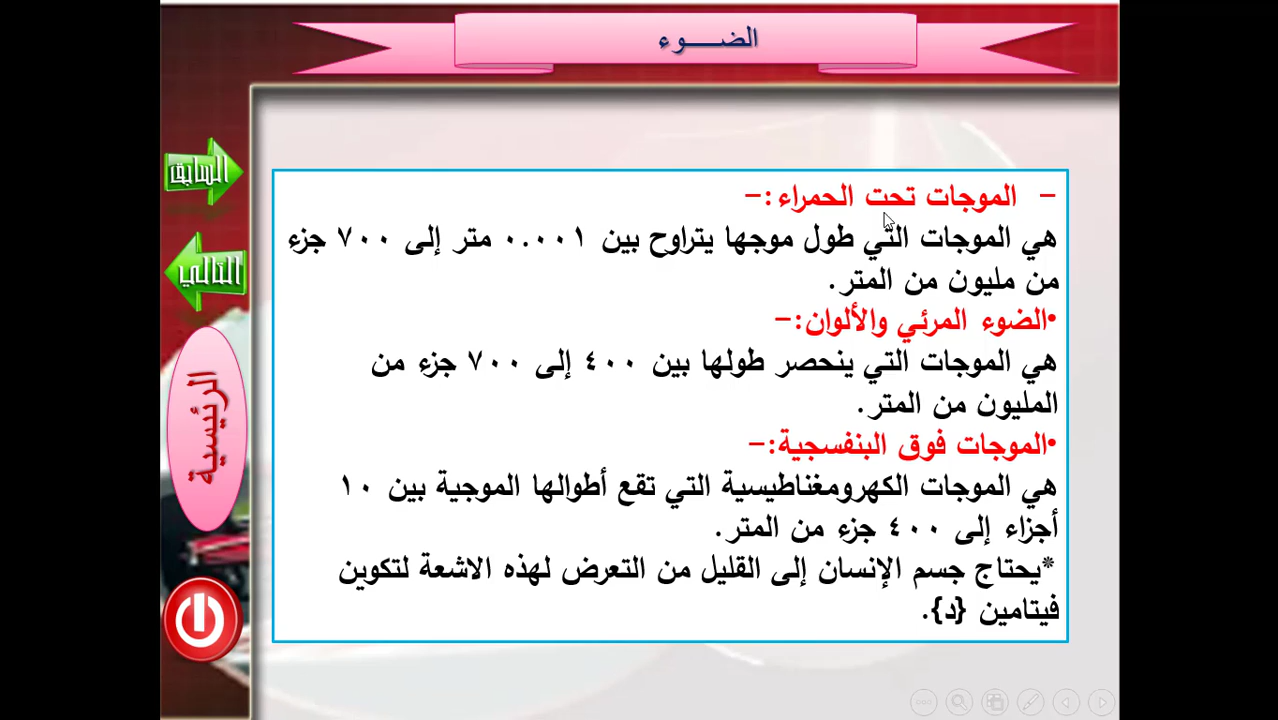 الضــــوء
السابق
التالي
الرئيسية
- الموجات تحت الحمراء:-
هي الموجات التي طول موجها يتراوح بين ٠.٠٠١ متر إلى ٧٠٠ جزء
من مليون من المتر.
•الضوء المرئي والألوان:-
هي الموجات التي ينحصر طولها بين ٤٠٠ إلى ٧٠٠ جزء من
المليون من المتر.
•الموجات فوق البنفسجية:-
هي الموجات الكهرومغناطيسية التي تقع أطوالها الموجية بين ١٠
أجزاء إلى ٤٠٠ جزء من المتر.
*يحتاج جسم الإنسان إلى القليل من التعرض لهذه الاشعة لتكوين
فيتامين {د}.